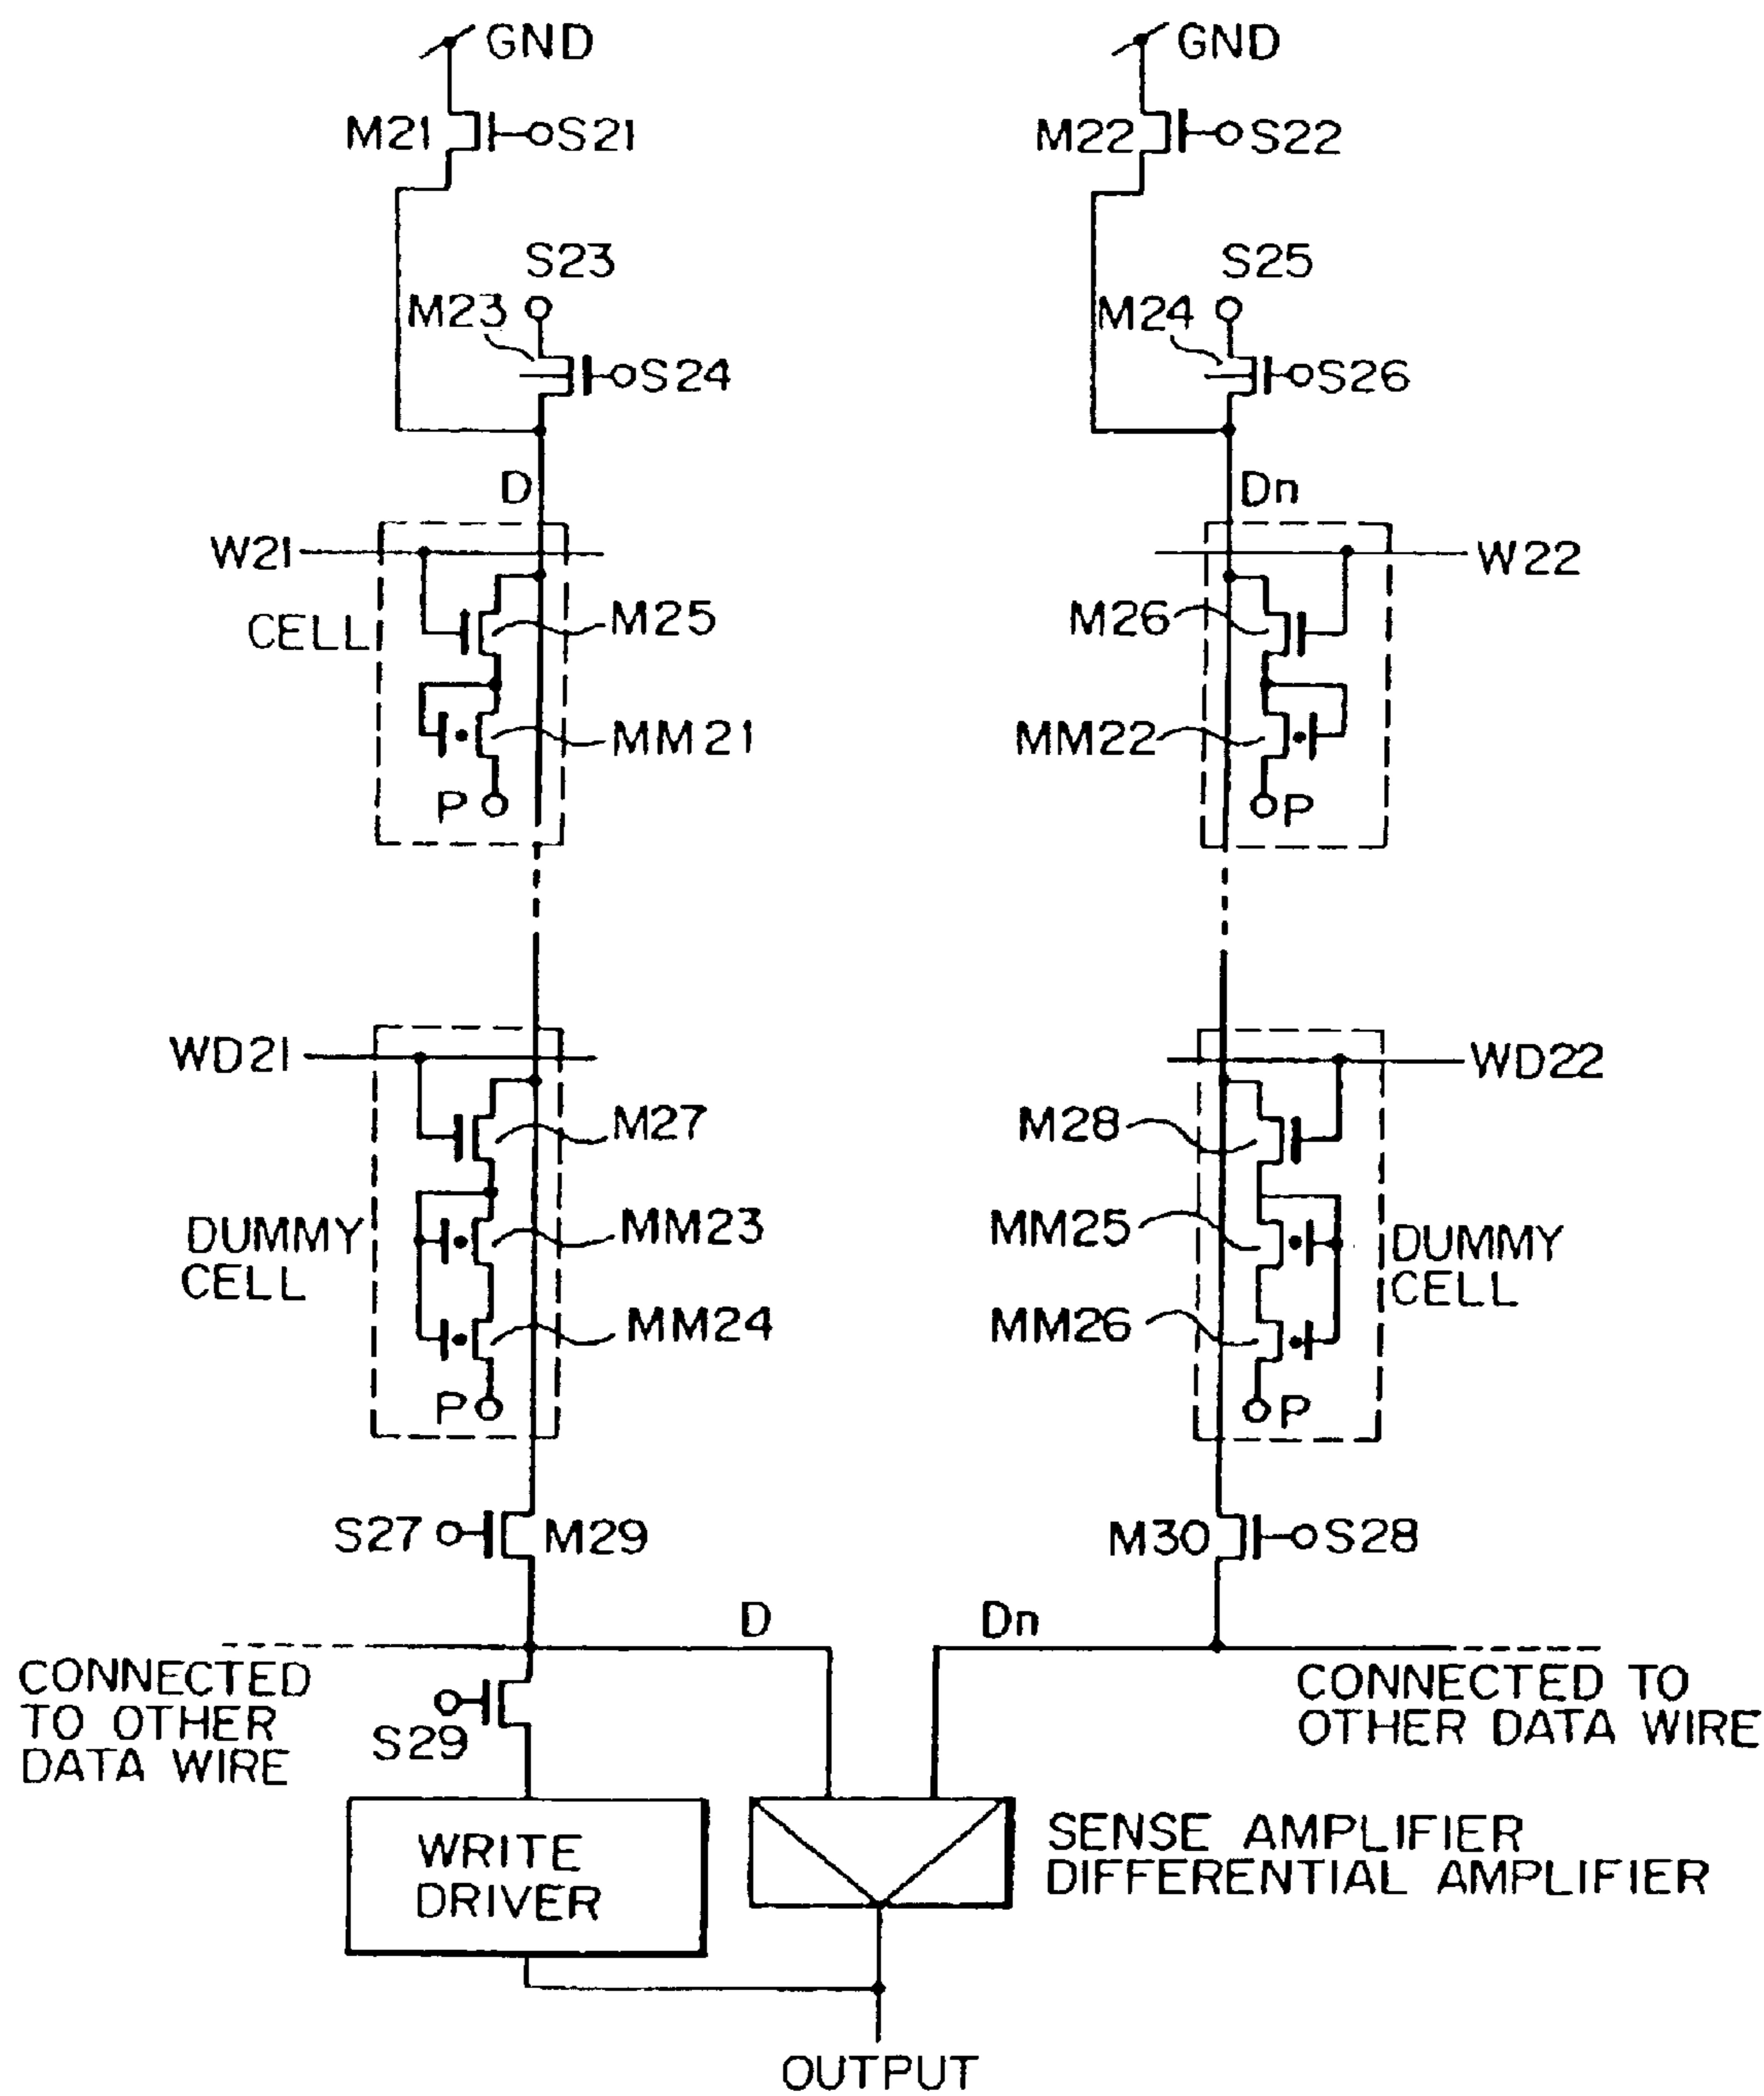 GND
GND
M21
S21
M22
S22
S23
S25
M23
M24
S24
S26
D
Dn
W21
W22
CELL
M25
M26
MM21
MM22
P
P
WD21
WD22
M27
M28
DUMMY
CELL
MM23
MM25
DUMMY
CELL
MM24
MM26
P
P
S27
M29
M30
S28
D
Dn
CONNECTED
TO OTHER
DATA WIRE
CONNECTED TO
OTHER DATA WIRE
S29
WRITE
DRIVER
SENSE AMPLIFIER
DIFFERENTIAL AMPLIFIER
OUTPUT